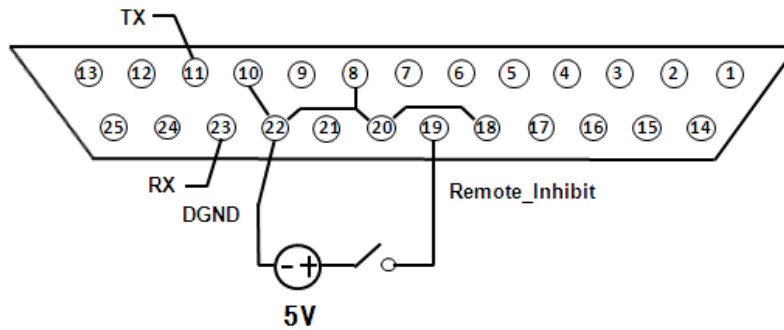 TX
13 12 11 10 9 8 7 6 5 4 3 2 1
25 24 23 22 21 20 19 18 17 16 15 14
RX
DGND
Remote_Inhibit
- +
5V